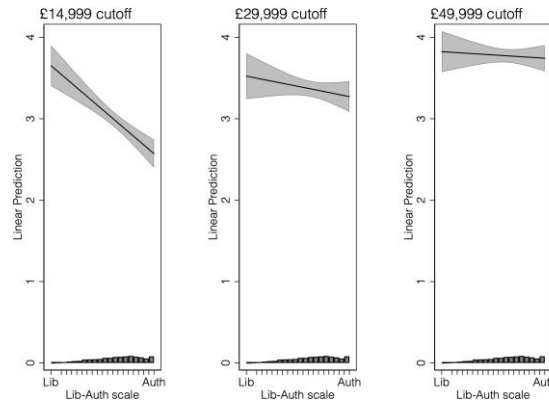 £14,999 cutoff
£29,999 cutoff
£49,999 cutoff
Linear Prediction
0
1
2
3
4
Lib
Auth
Lib-Auth scale
Linear Prediction
0
1
2
3
4
Lib
Auth
Lib-Auth scale
Linear Prediction
0
1
2
3
4
Lib
Auth
Lib-Auth scale